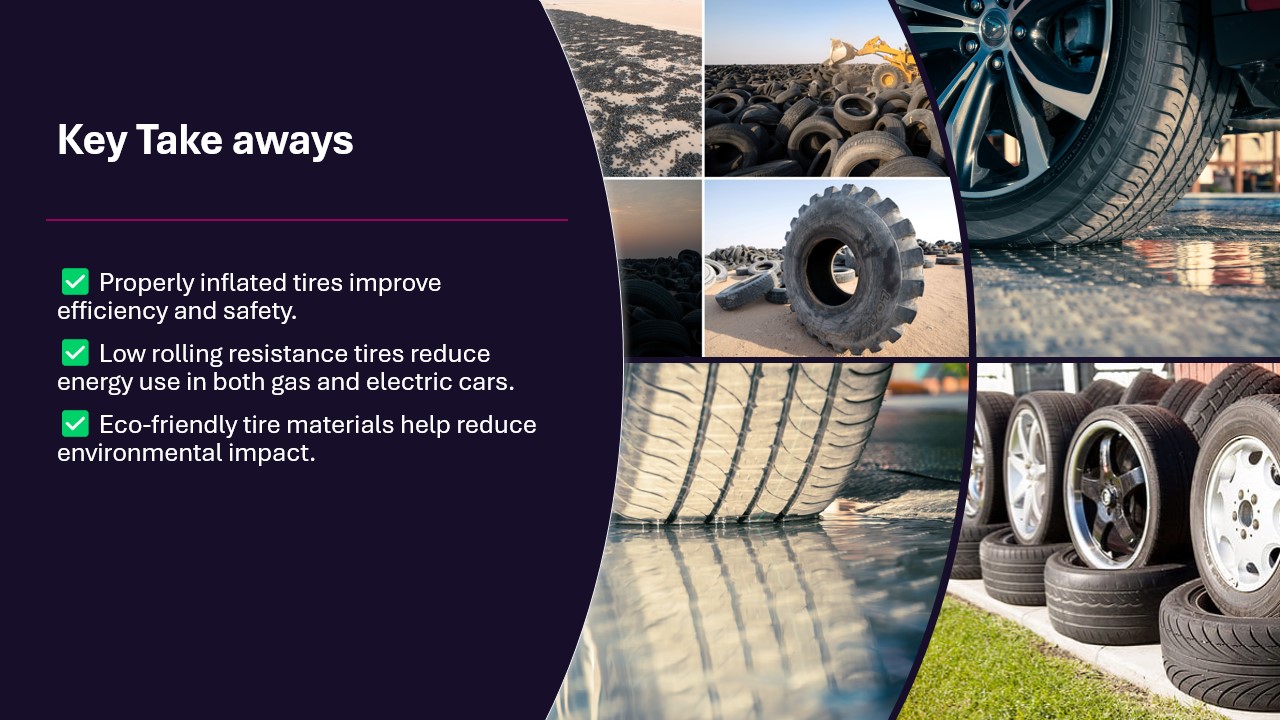 Key Take aways
✅ Properly inflated tires improve
efficiency and safety.
✅ Low rolling resistance tires reduce
energy use in both gas and electric cars.
✅ Eco-friendly tire materials help reduce
environmental impact.
DUNLOP